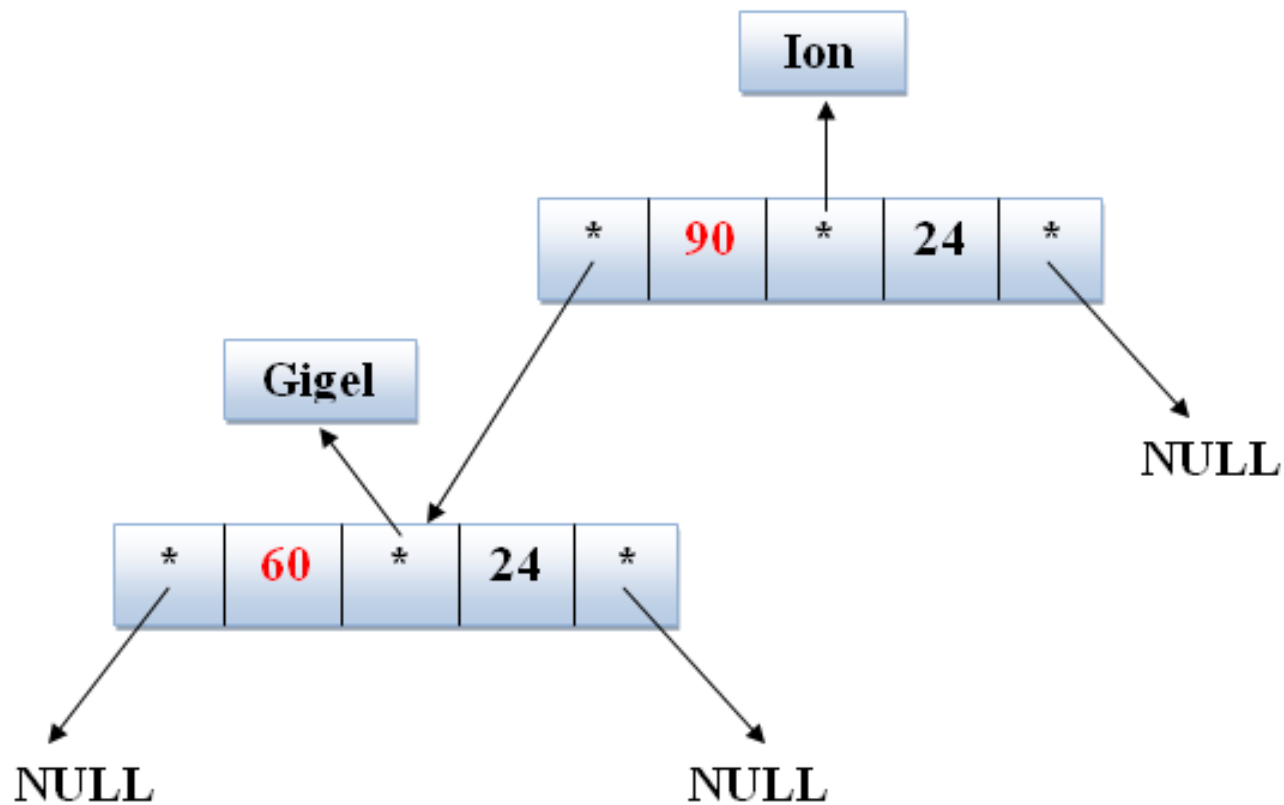 Ion
* 90 * 24 *
Gigel
NULL
* 60 * 24 *
NULL NULL